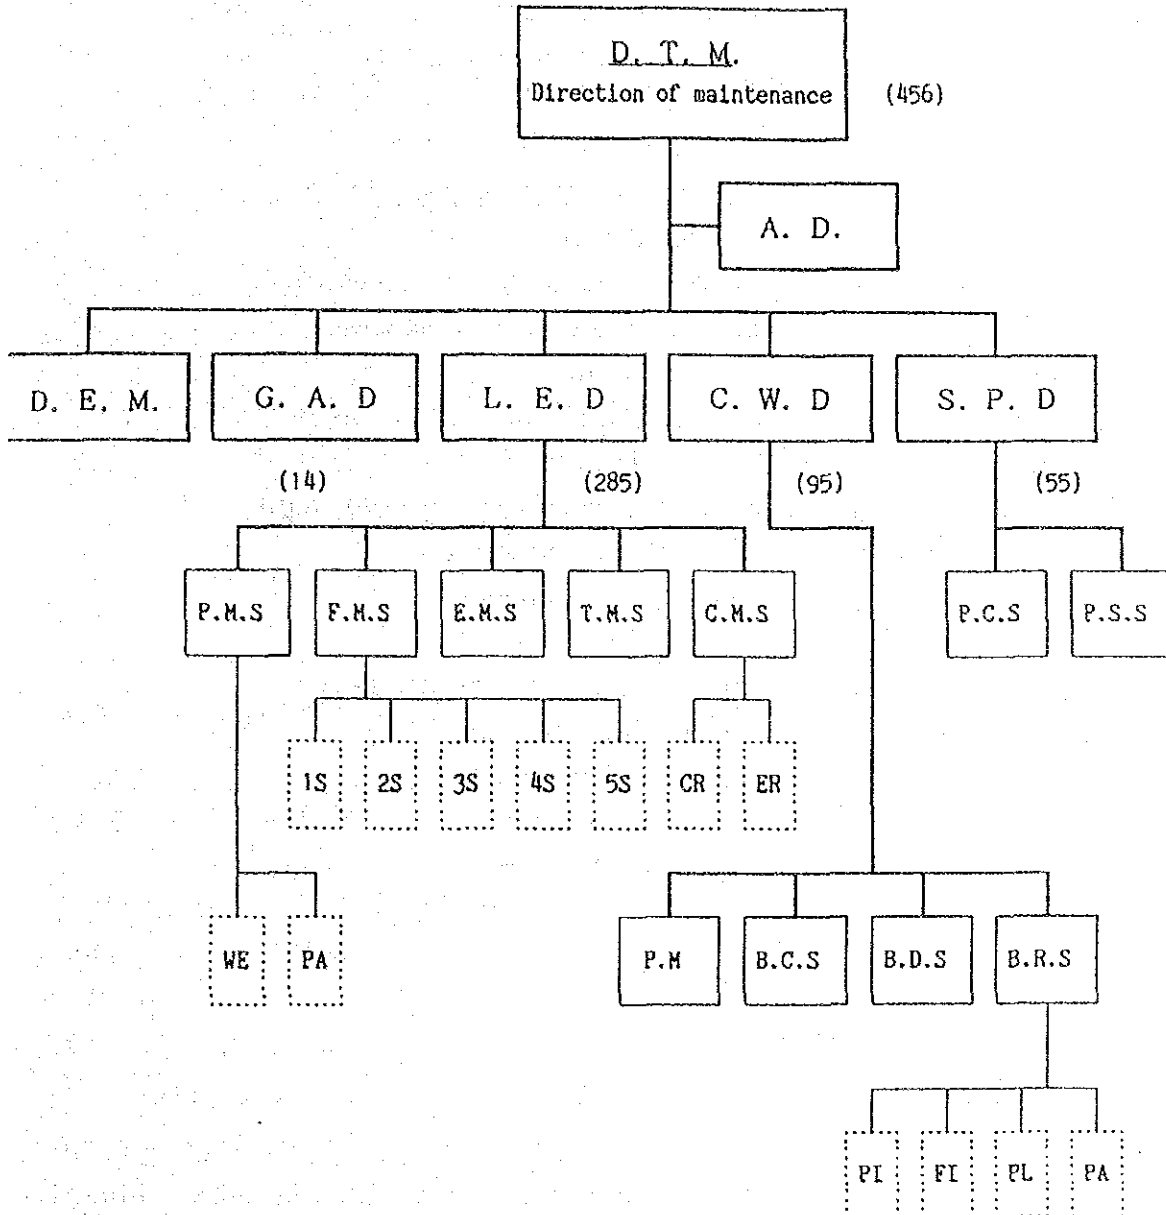 D. T. M.
Direction of maintenance (456)
A. D.
D. E. M. G. A. D L. E. D C. W. D S. P. D
(14) (285) (95) (55)
P.M.S F.M.S E.M.S T.M.S C.M.S P.C.S P.S.S
1S 2S 3S 4S 5S CR ER
WE PA P.M B.C.S B.D.S B.R.S
PI FI PL PA